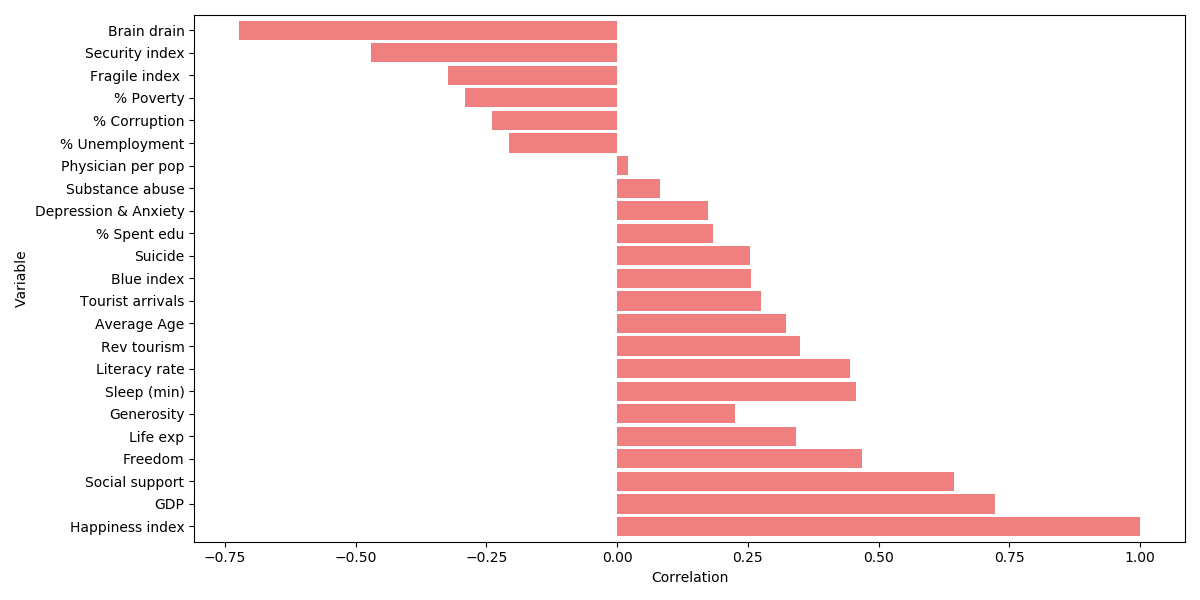 Brain drain
Security index
Fragile index
% Poverty
% Corruption
% Unemployment
Physician per pop
Substance abuse
Depression & Anxiety
% Spent edu
Suicide
Blue index
Tourist arrivals
Average Age
Rev tourism
Literacy rate
Sleep (min)
Generosity
Life exp
Freedom
Social support
GDP
Happiness index
Variable
−0.75 −0.50 −0.25 0.00 0.25 0.50 0.75 1.00
Correlation